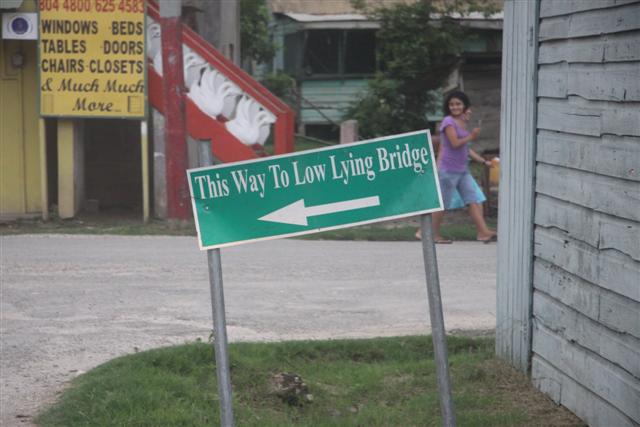 804 4800 625 4583
WINDOWS · BEDS
TABLES · DOORS
CHAIRS · CLOSETS
& Much Much
More...
This Way To Low Lying Bridge